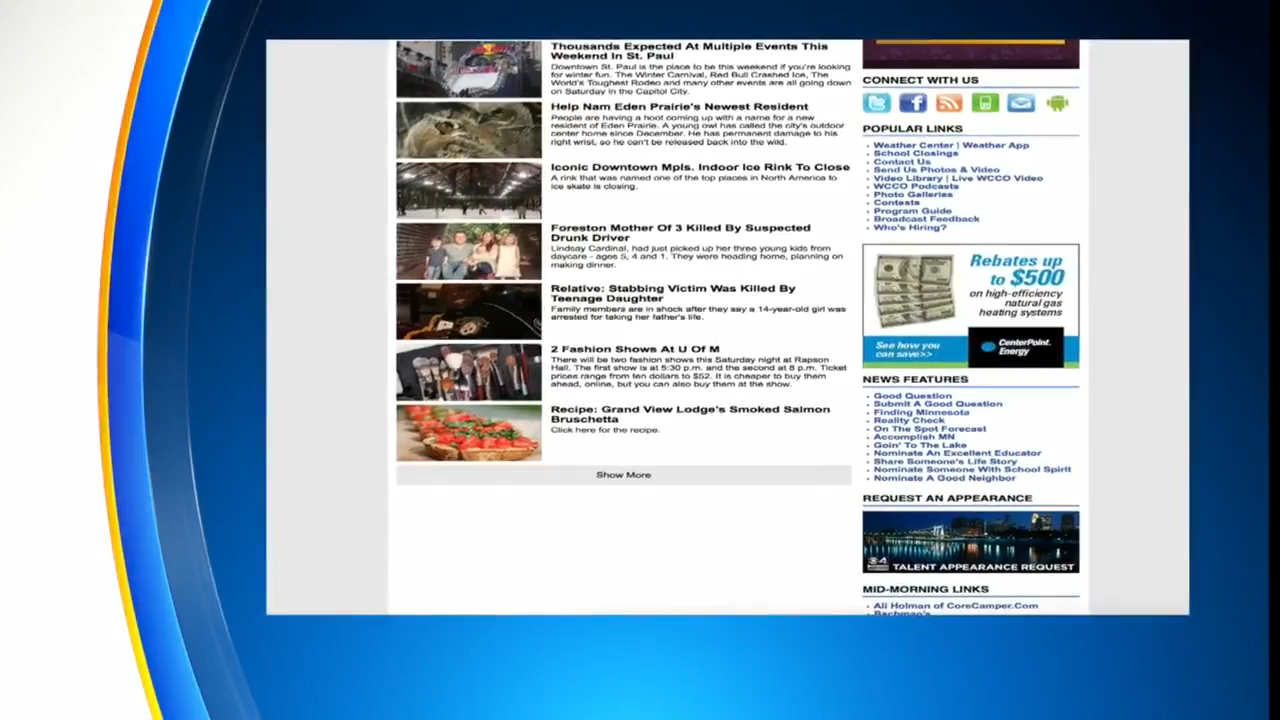 Thousands Expected At Multiple Events This
Weekend In St. Paul
Downtown St. Paul is the place to be this weekend if you're looking
for winter fun. The Winter Carnival, Red Bull Crashed Ice, The
World's Toughest Rodeo and many other events are all going down
on Saturday in the Capitol City.
Help Nam Eden Prairie's Newest Resident
People are having a hoot coming up with a name for a new
resident of Eden Prairie. A young owl has called the city's outdoor
center home since December. He has permanent damage to his
right wrist, so he can't be released back into the wild.
Iconic Downtown Mpls. Indoor Ice Rink To Close
A rink that was named one of the top places in North America to
ice skate is closing.
Foreston Mother Of 3 Killed By Suspected
Drunk Driver
Lindsay Cardinal, had just picked up her three young kids from
daycare - ages 5, 4 and 1. They were heading home, planning on
making dinner.
Relative: Stabbing Victim Was Killed By
Teenage Daughter
Family members are in shock after they say a 14-year-old girl was
arrested for taking her father's life.
2 Fashion Shows At U Of M
There will be two fashion shows this Saturday night at Rapson
Hall. The first show is at 5:30 p.m. and the second at 8 p.m. Ticket
prices range from ten dollars to $52. It is cheaper to buy them
ahead, online, but you can also buy them at the show.
Recipe: Grand View Lodge's Smoked Salmon
Bruschetta
Click here for the recipe.
Show More
CONNECT WITH US
POPULAR LINKS
Weather Center | Weather App
School Closings
Contact Us
Send Us Photos & Video
Video Library | Live WCCO Video
WCCO Podcasts
Photo Galleries
Contests
Program Guide
Broadcast Feedback
Who's Hiring?
Rebates up
to $500
on high-efficiency
natural gas
heating systems
See how you
can save>>
CenterPoint.
Energy
NEWS FEATURES
Good Question
Submit A Good Question
Finding Minnesota
Reality Check
On The Spot Forecast
Accomplish MN
Goin' To The Lake
Nominate An Excellent Educator
Share Someone's Life Story
Nominate Someone With School Spirit
Nominate A Good Neighbor
REQUEST AN APPEARANCE
TALENT APPEARANCE REQUEST
MID-MORNING LINKS
Ali Holman of CoreCamper.Com
Bachman's